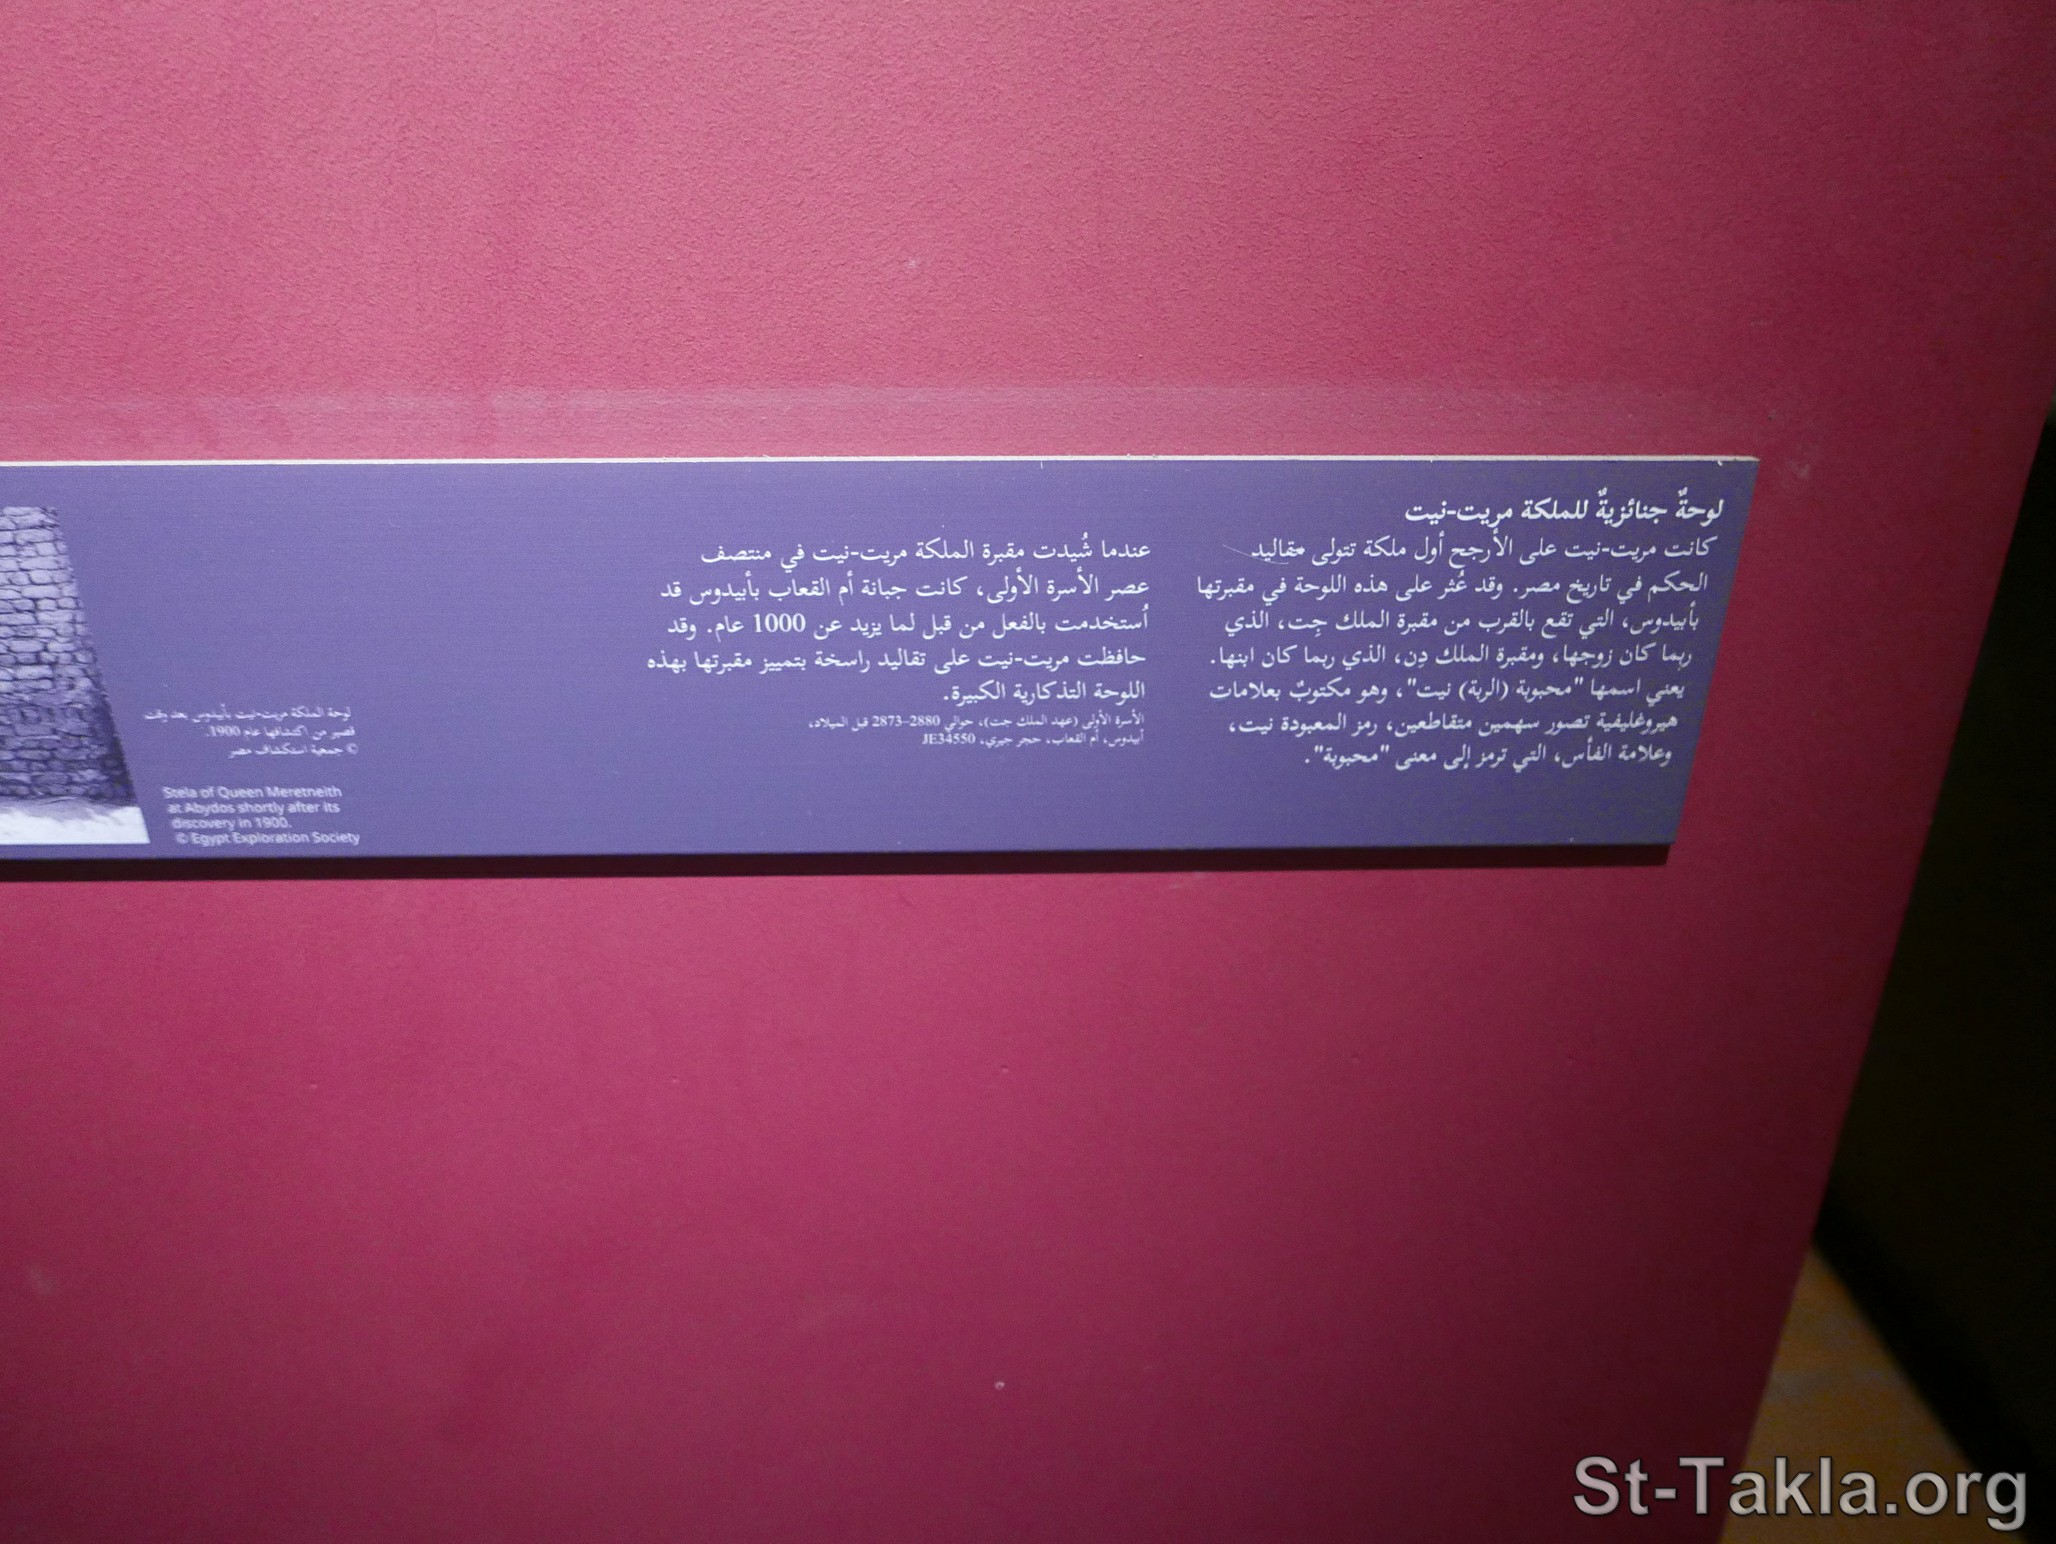 لوحةٌ جنائزيةٌ للملكة مريت-نيت
كانت مريت-نيت على الأرجح أول ملكة تتولى مقاليد
الحكم في تاريخ مصر. وقد عُثر على هذه اللوحة في مقبرتها
بأبيدوس، التي تقع بالقرب من مقبرة الملك چت، الذي
ربما كان زوجها، ومقبرة الملك دِن، الذي ربما كان ابنها.
يعني اسمها "محبوبة (الربة) نيت"، وهو مكتوبٌ بعلامات
هيروغليفية تصور سهمين متقاطعين، رمز المعبودة نيت،
وعلامة الفأس، التي ترمز إلى معنى "محبوبة".
عندما شُيدت مقبرة الملكة مريت-نيت في منتصف
عصر الأسرة الأولى، كانت جبانة أم القعاب بأبيدوس قد
اُستخدمت بالفعل من قبل لما يزيد عن 1000 عام. وقد
حافظت مريت-نيت على تقاليد راسخة بتمييز مقبرتها بهذه
اللوحة التذكارية الكبيرة.
الأسرة الأولى (عهد الملك جت)، حوالي 2880–2873 قبل الميلاد،
أبيدوس، أم القعاب، حجر جيري، JE34550
لوحة الملكة مريت-نيت بأبيدوس بعد وقت
قصير من اكتشافها عام 1900.
© جمعية استكشاف مصر
Stela of Queen Meretneith
at Abydos shortly after its
discovery in 1900.
© Egypt Exploration Society
St-Takla.org